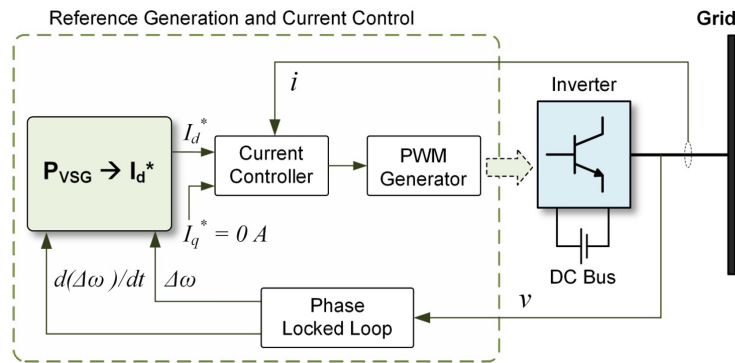 Reference Generation and Current Control
Grid
i
Inverter
I_d^*
P_VSG → I_d^*
Current
Controller
PWM
Generator
I_q^* = 0 A
d(Δω)/dt
Δω
DC Bus
Phase
Locked Loop
v